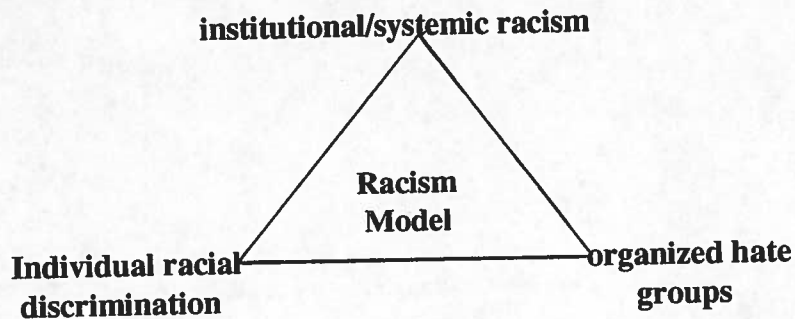 institutional/systemic racism
Racism
Model
Individual racial
discrimination
organized hate
groups